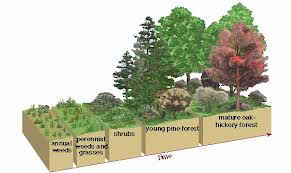 annual
weeds
perennial
weeds and
grasses
shrubs
young pine forest
mature oak-
hickory forest
Time